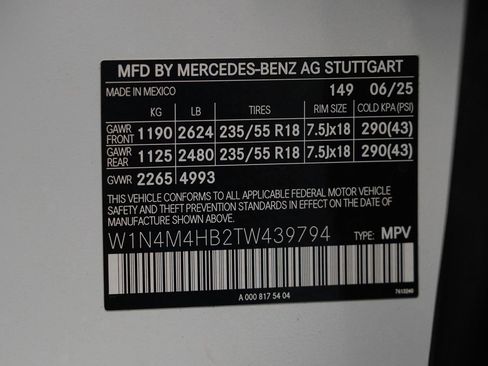 MFD BY MERCEDES-BENZ AG STUTTGART
MADE IN MEXICO 149 06/25
KG LB TIRES RIM SIZE COLD KPA(PSI)
GAWR FRONT 1190 2624 235/55 R18 7.5Jx18 290(43)
GAWR REAR 1125 2480 235/55 R18 7.5Jx18 290(43)
GVWR 2265 4993
THIS VEHICLE CONFORMS TO ALL APPLICABLE FEDERAL MOTOR VEHICLE
SAFETY AND THEFT PREVENTION STANDARDS IN EFFECT ON THE DATE
OF MANUFACTURE SHOWN ABOVE.
W1N4M4HB2TW439794 TYPE: MPV
A 000 817 54 04 7613240